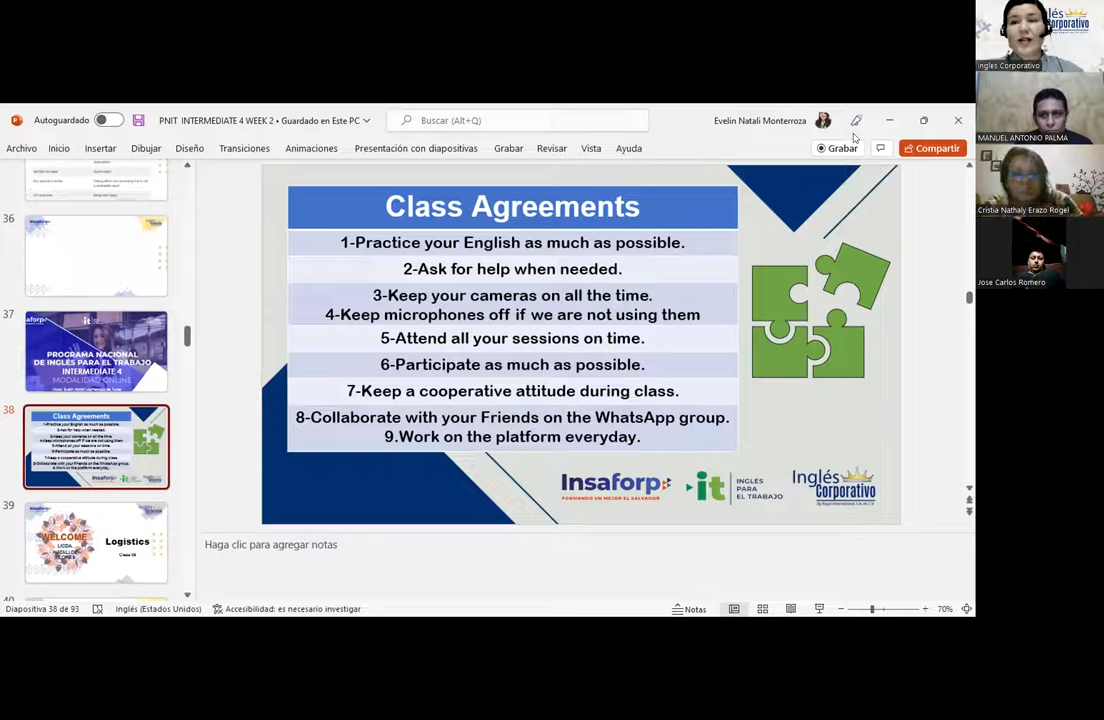 Autoguardado
PNIT INTERMEDIATE 4 WEEK 2 • Guardado en Este PC
Buscar (Alt+Q)
Evelin Natali Monterroza
Archivo Inicio Insertar Dibujar Diseño Transiciones Animaciones Presentación con diapositivas Grabar Revisar Vista Ayuda
Grabar
Compartir
36
37
PROGRAMA NACIONAL
DE INGLÉS PARA EL TRABAJO
INTERMEDIATE 4
MODALIDAD ONLINE
38
39
WELCOME
Logistics
Class Agreements
1-Practice your English as much as possible.
2-Ask for help when needed.
3-Keep your cameras on all the time.
4-Keep microphones off if we are not using them
5-Attend all your sessions on time.
6-Participate as much as possible.
7-Keep a cooperative attitude during class.
8-Collaborate with your Friends on the WhatsApp group.
9.Work on the platform everyday.
Insaforp
FORMANDO UN MEJOR EL SALVADOR
it
INGLÉS
PARA
EL TRABAJO
Inglés
Corporativo
Haga clic para agregar notas
Diapositiva 38 de 93
Inglés (Estados Unidos)
Accesibilidad: es necesario investigar
Notas
70%
Ingles Corporativo
MANUEL ANTONIO PALMA
Cristia Nathaly Erazo Rogel
Jose Carlos Romero